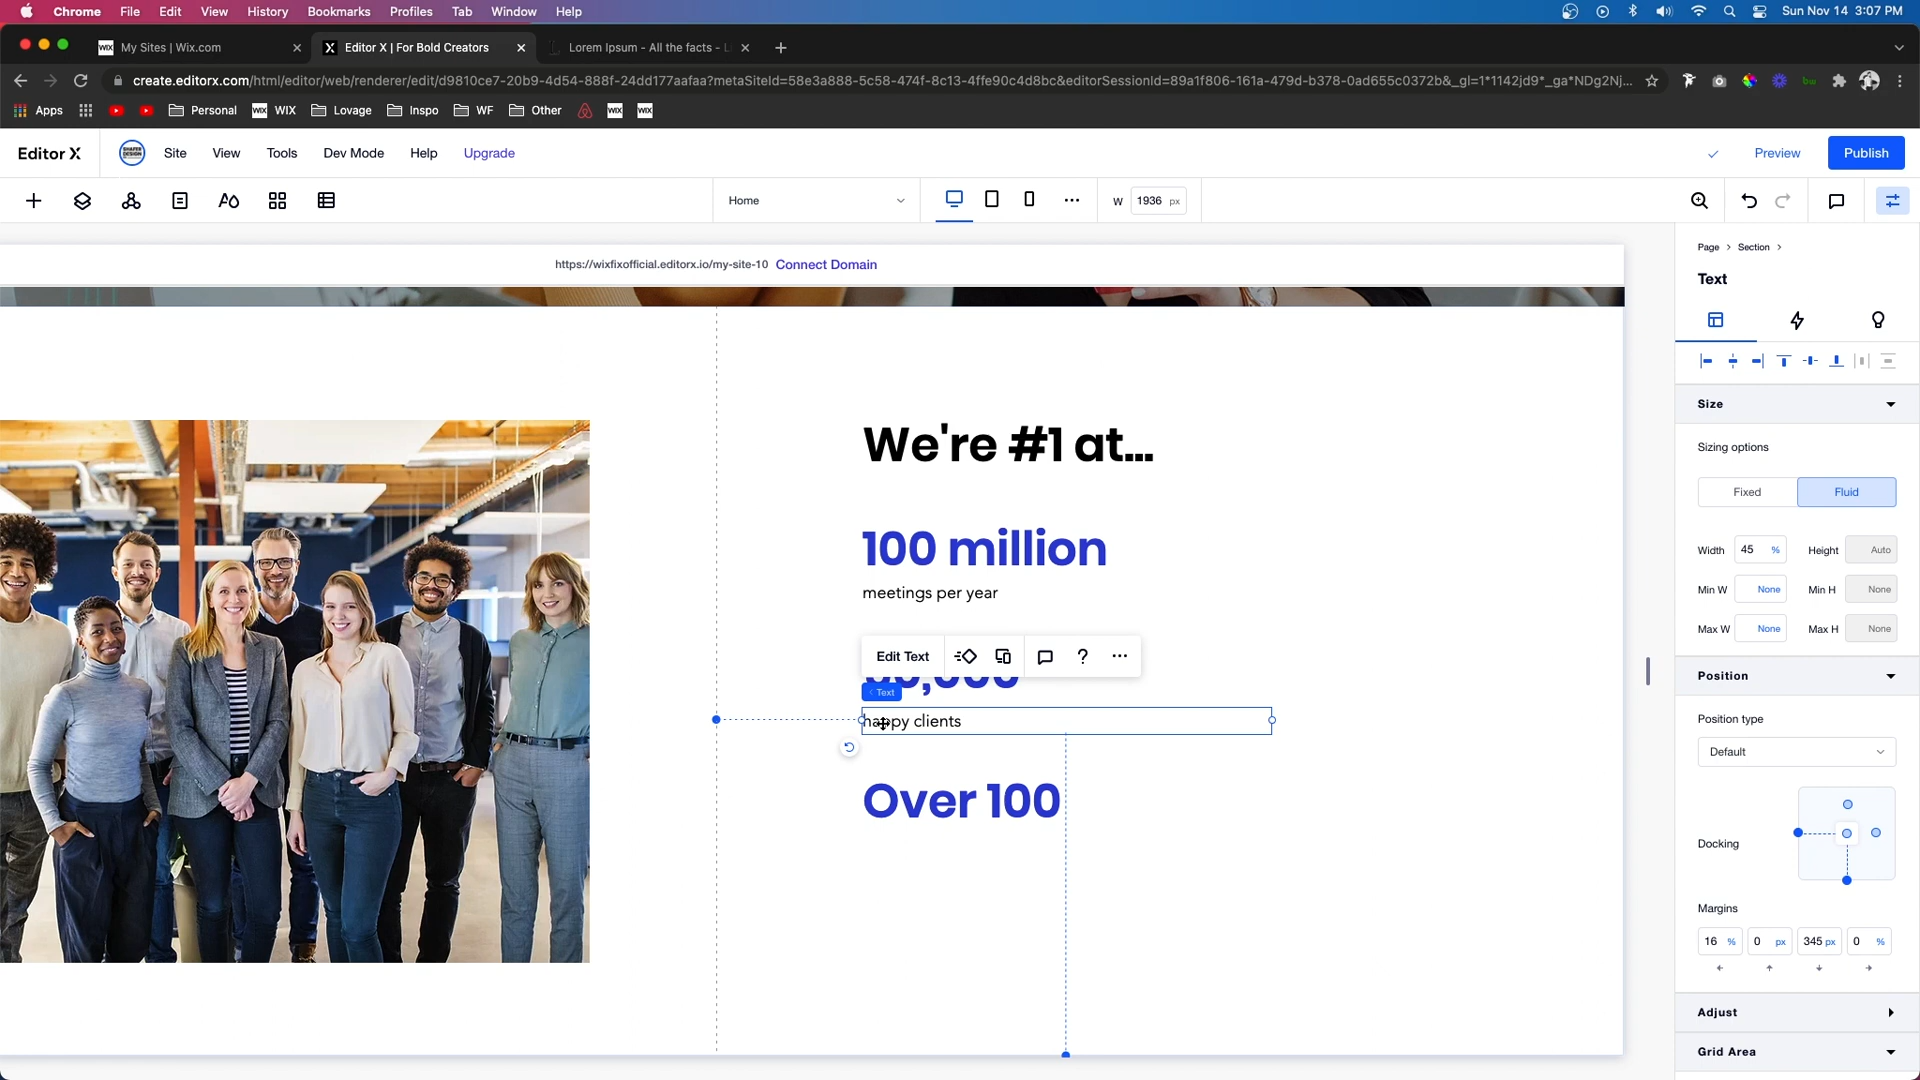 Chrome File Edit View History Bookmarks Profiles Tab Window Help Sun Nov 14 3:07 PM
My Sites | Wix.com Editor X | For Bold Creators Lorem Ipsum - All the facts - L
create.editorx.com/html/editor/web/renderer/edit/d9810ce7-20b9-4d54-888f-24dd177aafaa?metaSiteId=58e3a888-5c58-474f-8c13-4ffe90c4d8bc&editorSessionId=89a1f806-161a-479d-b378-0ad655c0372b&_gl=1*1142jd9*_ga*NDg2Nj...
Apps Personal WIX Lovage Inspo WF Other
Editor X Site View Tools Dev Mode Help Upgrade Preview Publish
Home W 1936 px
https://wixfixofficial.editorx.io/my-site-10 Connect Domain
We're #1 at...
100 million
meetings per year
Edit Text
Text
happy clients
Over 100
Page > Section >
Text
Size
Sizing options
Fixed Fluid
Width 45 % Height Auto
Min W None Min H None
Max W None Max H None
Position
Position type
Default
Docking
Margins
16 % 0 px 345 px 0 %
Adjust
Grid Area